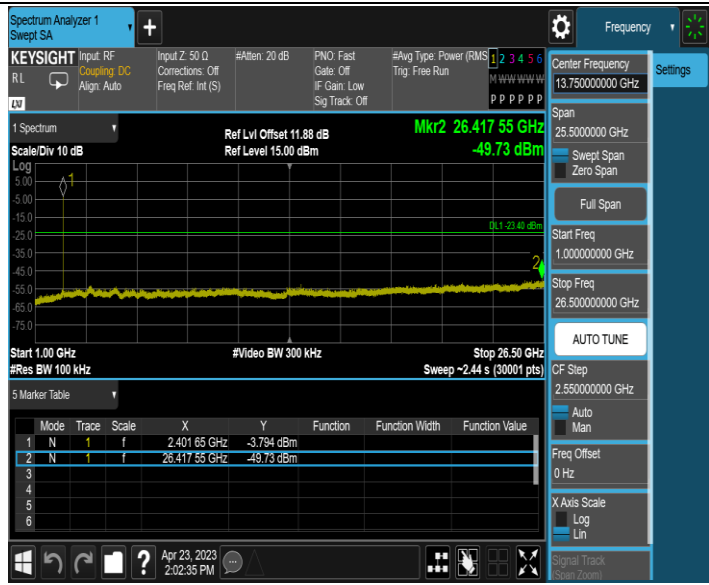 Spectrum Analyzer 1
Swept SA
Frequency
KEYSIGHT
RL
LXI
Input: RF
Coupling: DC
Align: Auto
Input Z: 50 Ω
Corrections: Off
Freq Ref: Int (S)
#Atten: 20 dB
PNO: Fast
Gate: Off
IF Gain: Low
Sig Track: Off
#Avg Type: Power (RMS
Trig: Free Run
1 2 3 4 5 6
M W W W W W
P P P P P P
Center Frequency
13.750000000 GHz
Settings
Span
25.5000000 GHz
Swept Span
Zero Span
Full Span
Start Freq
1.000000000 GHz
Stop Freq
26.500000000 GHz
AUTO TUNE
CF Step
2.550000000 GHz
Auto
Man
Freq Offset
0 Hz
X Axis Scale
Log
Lin
Signal Track
(Span Zoom)
1 Spectrum
Scale/Div 10 dB
Ref Lvl Offset 11.88 dB
Ref Level 15.00 dBm
Mkr2 26.417 55 GHz
-49.73 dBm
Log
5.00
-5.00
-15.0
-25.0
-35.0
-45.0
-55.0
-65.0
-75.0
1
DL1 -23.40 dBm
2
Start 1.00 GHz
#Video BW 300 kHz
Stop 26.50 GHz
#Res BW 100 kHz
Sweep ~2.44 s (30001 pts)
5 Marker Table
Mode Trace Scale X Y Function Function Width Function Value
1 N 1 f 2.401 65 GHz -3.794 dBm
2 N 1 f 26.417 55 GHz -49.73 dBm
3
4
5
6
?
Apr 23, 2023
2:02:35 PM